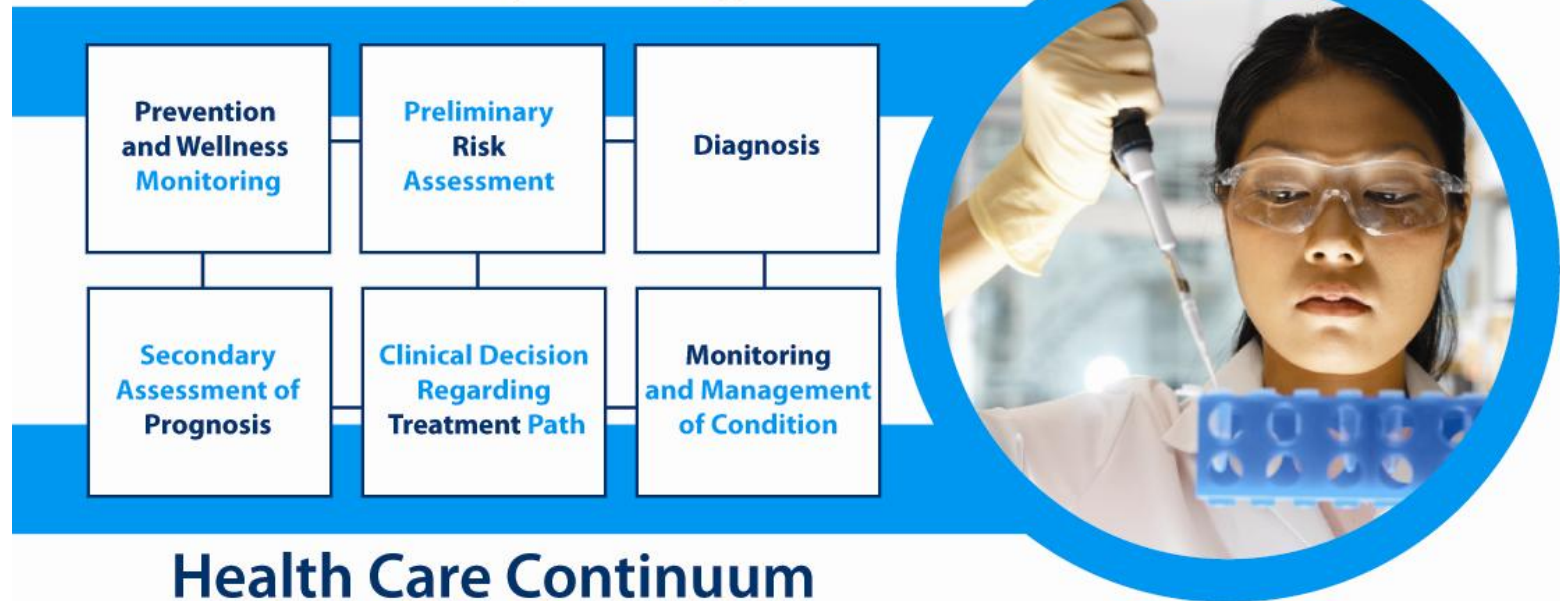 Prevention
and Wellness
Monitoring
Preliminary
Risk
Assessment
Diagnosis
Secondary
Assessment of
Prognosis
Clinical Decision
Regarding
Treatment Path
Monitoring
and Management
of Condition
Health Care Continuum